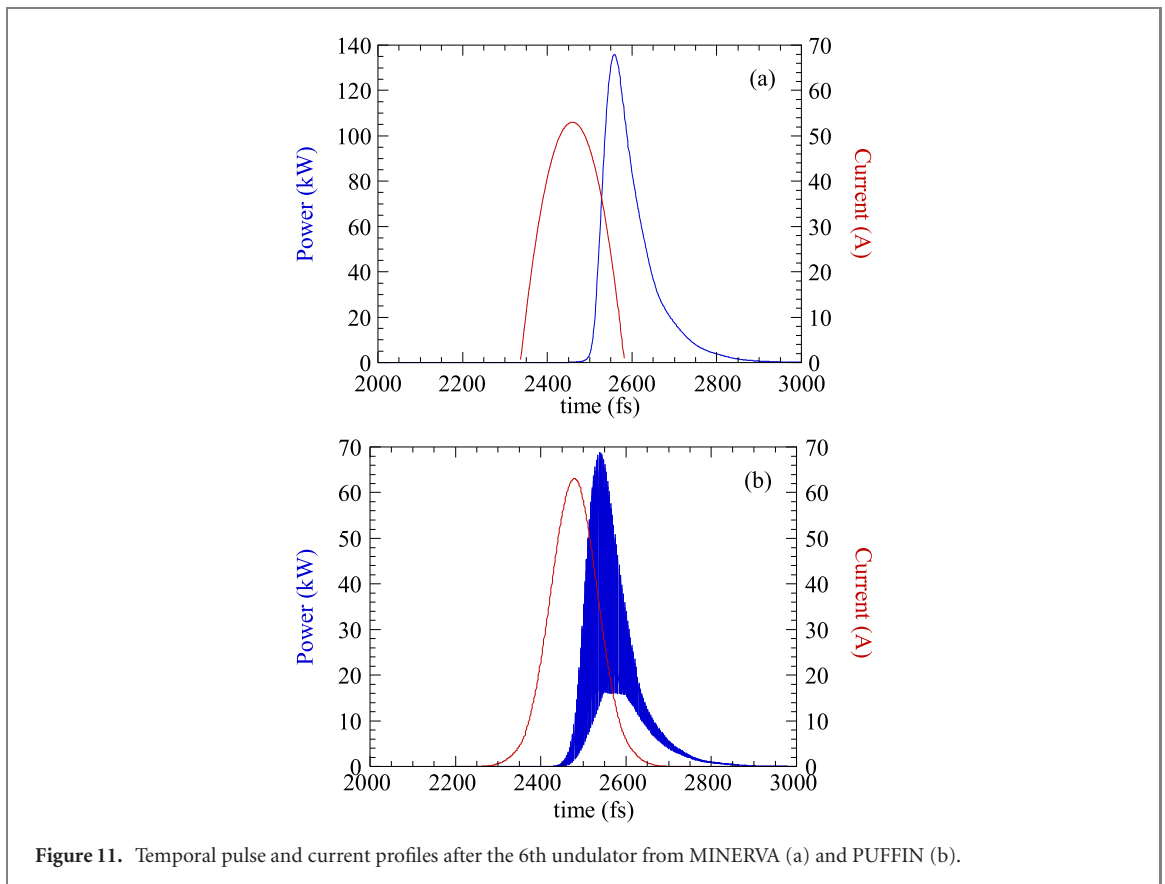 140 70
(a)
120 60
100 50
80 40
60 30
40 20
20 10
0 0
Power (kW)
Current (A)
2000 2200 2400 2600 2800 3000
time (fs)
70 70
(b)
60 60
50 50
40 40
30 30
20 20
10 10
0 0
Power (kW)
Current (A)
2000 2200 2400 2600 2800 3000
time (fs)
Figure 11. Temporal pulse and current profiles after the 6th undulator from MINERVA (a) and PUFFIN (b).